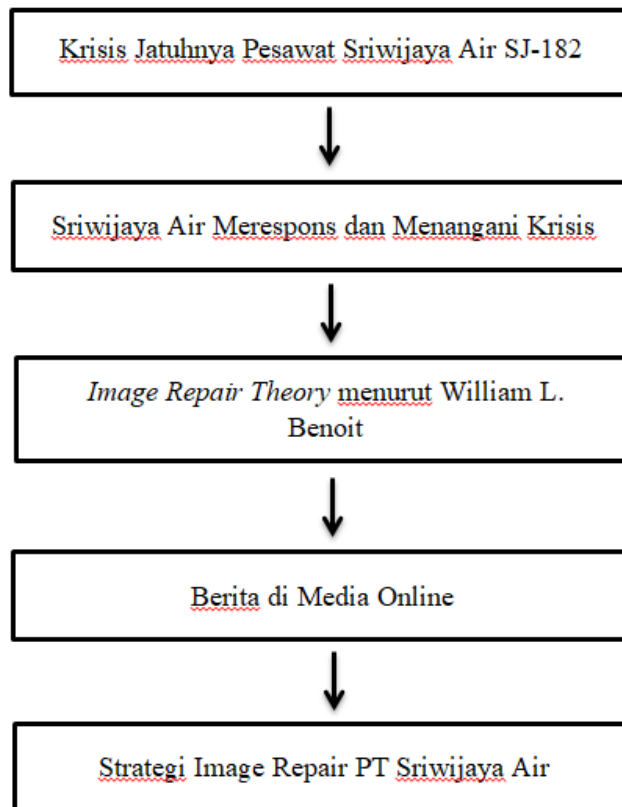 Krisis Jatuhnya Pesawat Sriwijaya Air SJ-182
Sriwijaya Air Merespons dan Menangani Krisis
Image Repair Theory menurut William L.
Benoit
Berita di Media Online
Strategi Image Repair PT Sriwijaya Air